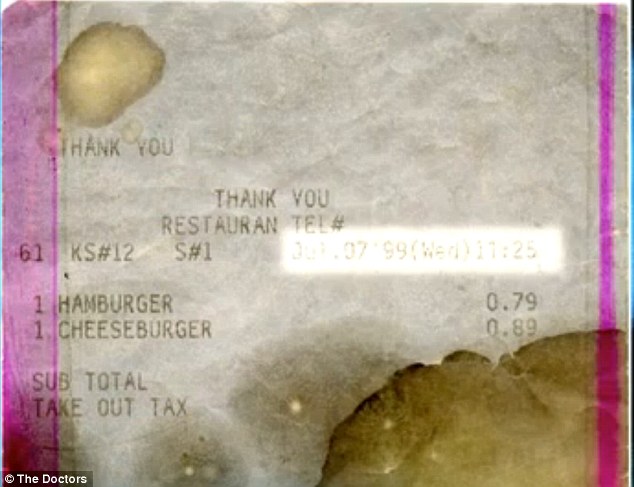 THANK YOU
THANK YOU
RESTAURAN TEL#
61 KS#12 S#1 Jul.07'99(Wed)11:25
1 HAMBURGER 0.79
1 CHEESEBURGER 0.89
SUB TOTAL
TAKE OUT TAX
© The Doctors